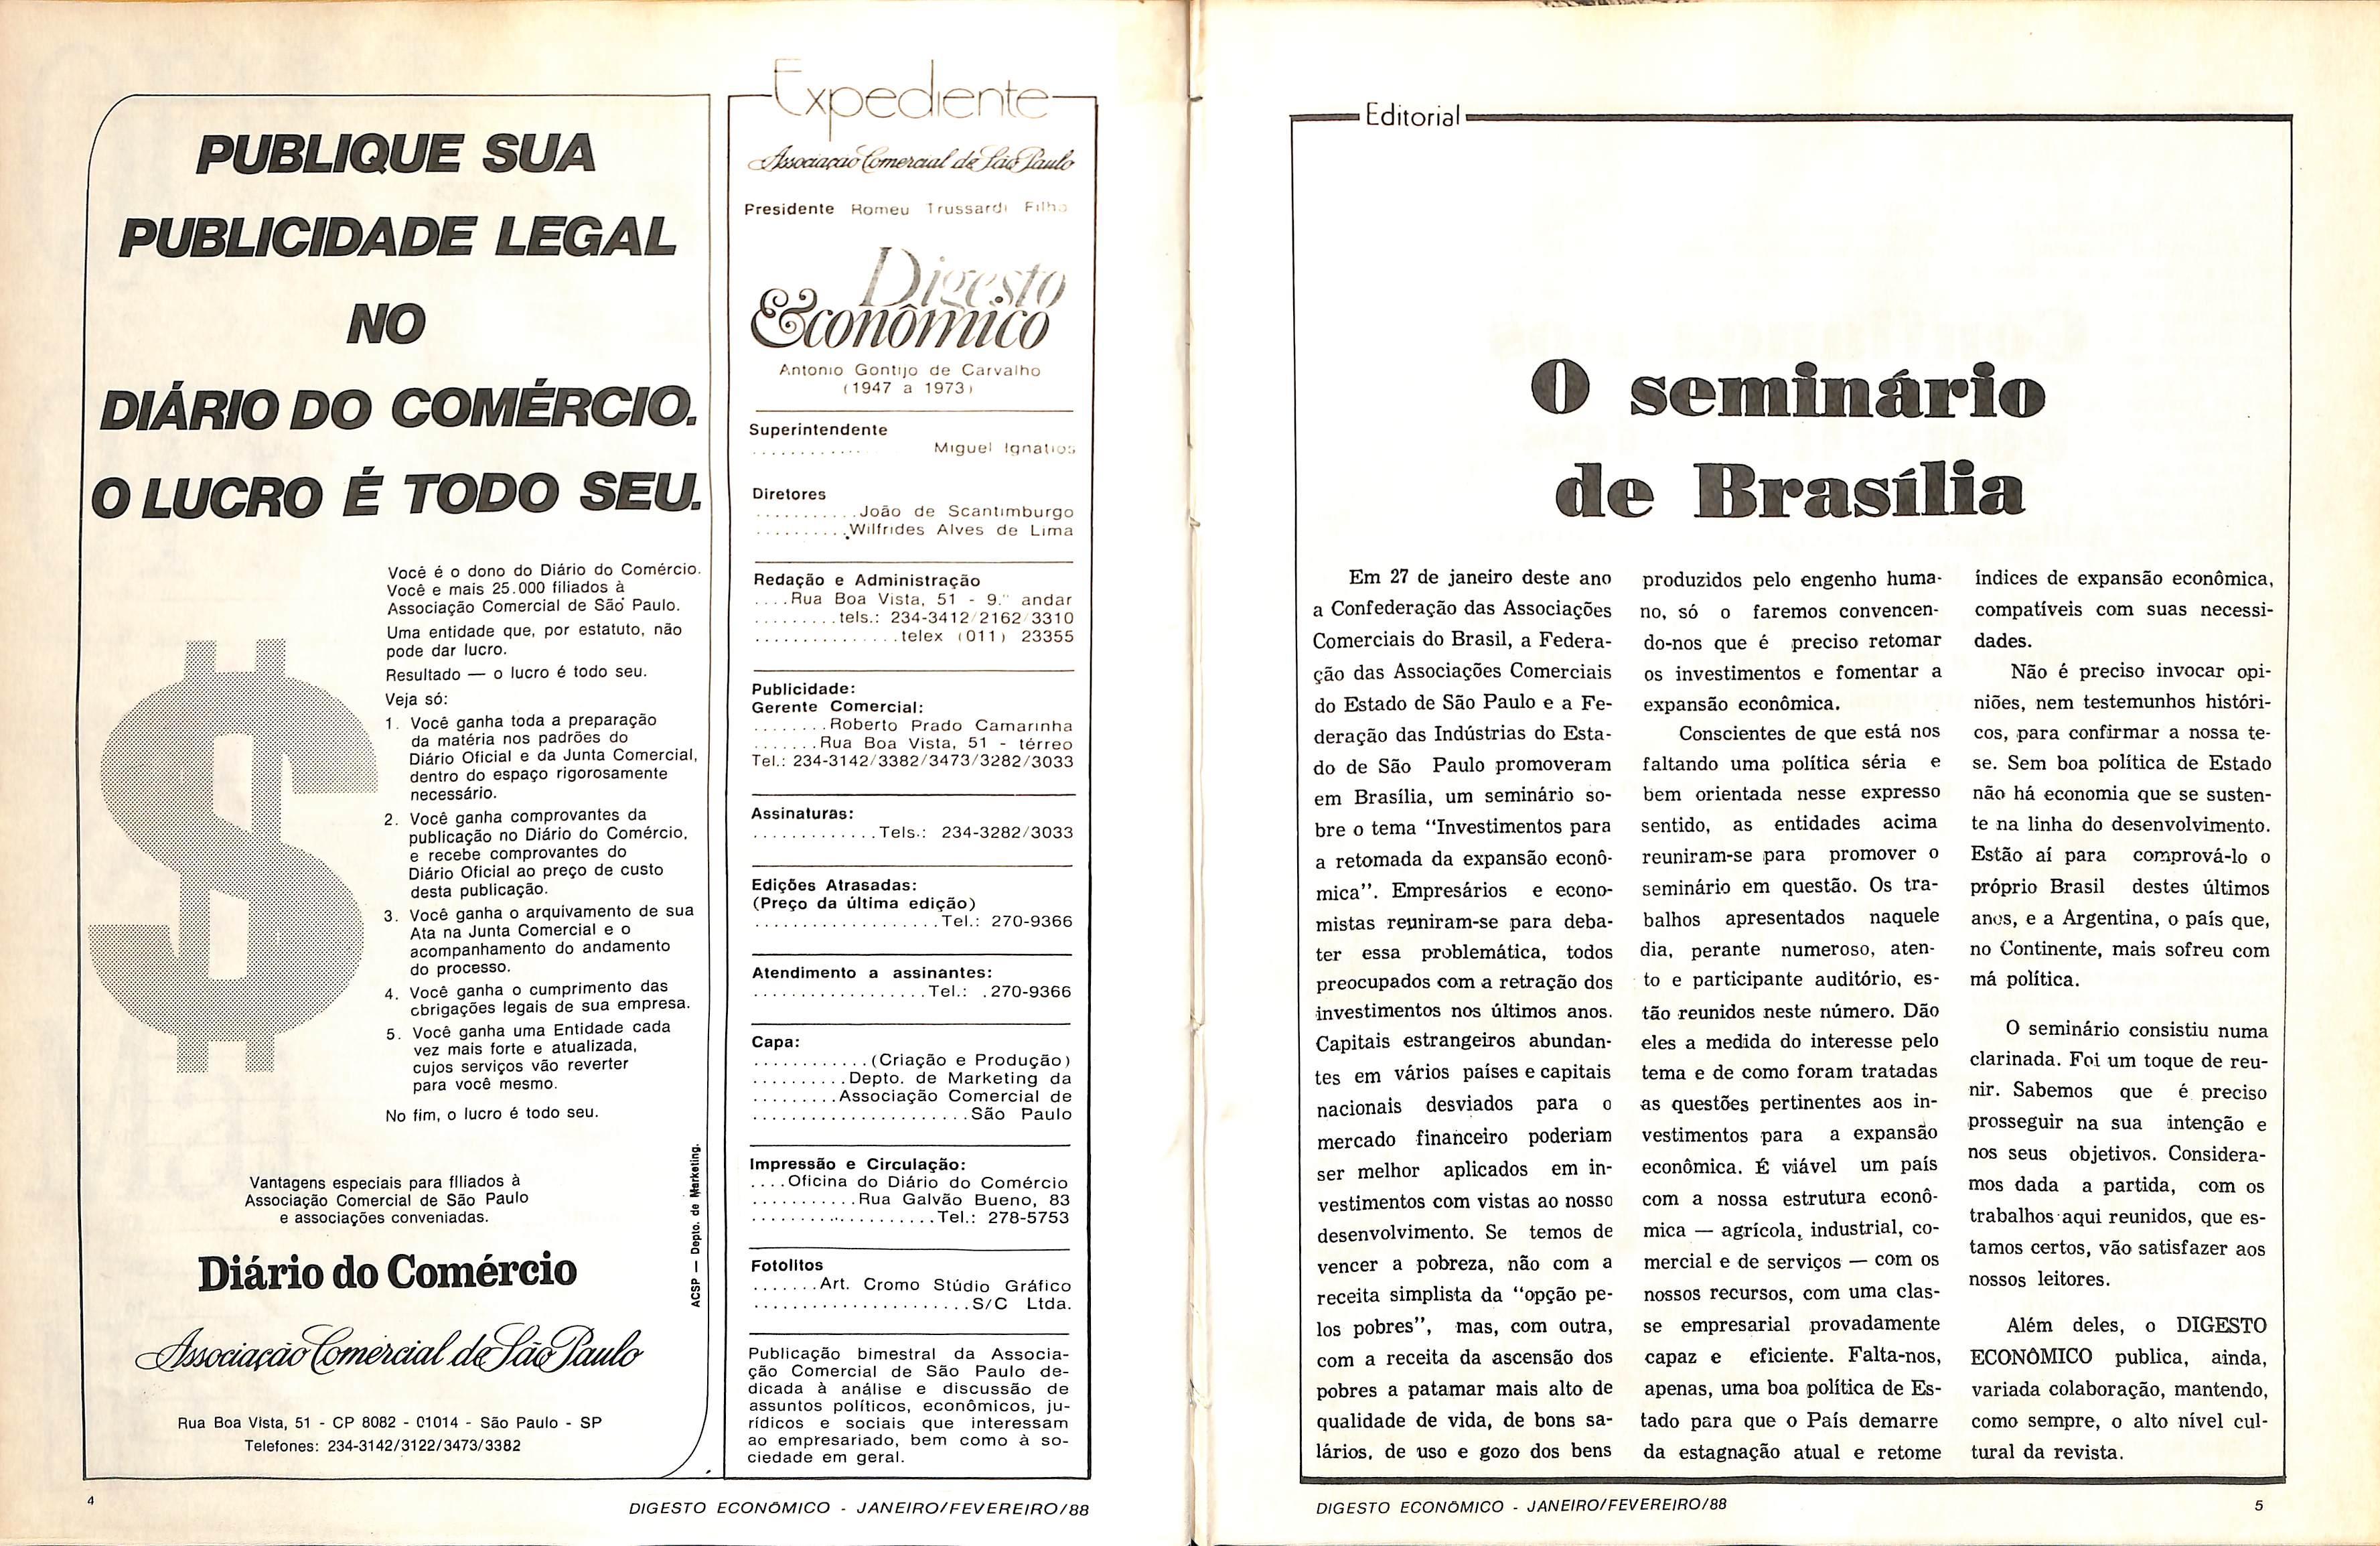 PUBLIQUE SUA
PUBLICIDADE LEGAL
NO
DIÁRIO DO COMÉRCIO.
O LUCRO É TODO SEU.
Você é o dono do Diário do Comércio.
Você e mais 25.000 filiados à
Associação Comercial de São Paulo.
Uma entidade que, por estatuto, não
pode dar lucro.
Resultado — o lucro é todo seu.
Veja só:
1. Você ganha toda a preparação
da matéria nos padrões do
Diário Oficial e da Junta Comercial,
dentro do espaço rigorosamente
necessário.
2. Você ganha comprovantes da
publicação no Diário do Comércio,
e recebe comprovantes do
Diário Oficial ao preço de custo
desta publicação.
3. Você ganha o arquivamento de sua
Ata na Junta Comercial e o
acompanhamento do andamento
do processo.
4. Você ganha o cumprimento das
obrigações legais de sua empresa.
5. Você ganha uma Entidade cada
vez mais forte e atualizada,
cujos serviços vão reverter
para você mesmo.
No fim, o lucro é todo seu.
Vantagens especiais para filiados à
Associação Comercial de São Paulo
e associações conveniadas.
ACSP — Depto. de Marketing.
Diário do Comércio
Associação Comercial de São Paulo
Rua Boa Vista, 51 - CP 8082 - 01014 - São Paulo - SP
Telefones: 234-3142/3122/3473/3382
4
Expediente
Associação Comercial de São Paulo
Presidente Romeu Trussardi Filho
Digesto
Econômico
Antonio Gontijo de Carvalho
(1947 a 1973)
Superintendente
............ Miguel Ignatios
Diretores
...........João de Scantimburgo
..........Wilfrides Alves de Lima
Redação e Administração
....Rua Boa Vista, 51 - 9.º andar
.........tels.: 234-3412/2162/3310
................telex (011) 23355
Publicidade:
Gerente Comercial:
........Roberto Prado Camarinha
.......Rua Boa Vista, 51 - térreo
Tel.: 234-3142/3382/3473/3282/3033
Assinaturas:
.............Tels.: 234-3282/3033
Edições Atrasadas:
(Preço da última edição)
...................Tel.: 270-9366
Atendimento a assinantes:
..................Tel.: .270-9366
Capa:
............(Criação e Produção)
..........Depto. de Marketing da
.........Associação Comercial de
......................São Paulo
Impressão e Circulação:
....Oficina do Diário do Comércio
...........Rua Galvão Bueno, 83
...................Tel.: 278-5753
Fotolitos
.......Art. Cromo Stúdio Gráfico
......................S/C Ltda.
Publicação bimestral da Associa-
ção Comercial de São Paulo de-
dicada à análise e discussão de
assuntos políticos, econômicos, ju-
rídicos e sociais que interessam
ao empresariado, bem como à so-
ciedade em geral.
DIGESTO ECONÔMICO - JANEIRO/FEVEREIRO/88
Editorial
O seminário
de Brasília
Em 27 de janeiro deste ano
a Confederação das Associações
Comerciais do Brasil, a Federa-
ção das Associações Comerciais
do Estado de São Paulo e a Fe-
deração das Indústrias do Esta-
do de São Paulo promoveram
em Brasília, um seminário so-
bre o tema "Investimentos para
a retomada da expansão econô-
mica". Empresários e econo-
mistas reuniram-se para deba-
ter essa problemática, todos
preocupados com a retração dos
investimentos nos últimos anos.
Capitais estrangeiros abundan-
tes em vários países e capitais
nacionais desviados para o
mercado financeiro poderiam
ser melhor aplicados em in-
vestimentos com vistas ao nosso
desenvolvimento. Se temos de
vencer a pobreza, não com a
receita simplista da "opção pe-
los pobres", mas, com outra,
com a receita da ascensão dos
pobres a patamar mais alto de
qualidade de vida, de bons sa-
lários, de uso e gozo dos bens
produzidos pelo engenho huma-
no, só o faremos convencen-
do-nos que é preciso retomar
os investimentos e fomentar a
expansão econômica.
Conscientes de que está nos
faltando uma política séria e
bem orientada nesse expresso
sentido, as entidades acima
reuniram-se para promover o
seminário em questão. Os tra-
balhos apresentados naquele
dia, perante numeroso, aten-
to e participante auditório, es-
tão reunidos neste número. Dão
eles a medida do interesse pelo
tema e de como foram tratadas
as questões pertinentes aos in-
vestimentos para a expansão
econômica. É viável um país
com a nossa estrutura econô-
mica — agrícola, industrial, co-
mercial e de serviços — com os
nossos recursos, com uma clas-
se empresarial provadamente
capaz e eficiente. Falta-nos,
apenas, uma boa política de Es-
tado para que o País demarre
da estagnação atual e retome
índices de expansão econômica,
compatíveis com suas necessi-
dades.
Não é preciso invocar opi-
niões, nem testemunhos históri-
cos, para confirmar a nossa te-
se. Sem boa política de Estado
não há economia que se susten-
te na linha do desenvolvimento.
Estão aí para comprová-lo o
próprio Brasil destes últimos
anos, e a Argentina, o país que,
no Continente, mais sofreu com
má política.
O seminário consistiu numa
clarinada. Foi um toque de reu-
nir. Sabemos que é preciso
prosseguir na sua intenção e
nos seus objetivos. Considera-
mos dada a partida, com os
trabalhos aqui reunidos, que es-
tamos certos, vão satisfazer aos
nossos leitores.
Além deles, o DIGESTO
ECONÔMICO publica, ainda,
variada colaboração, mantendo,
como sempre, o alto nível cul-
tural da revista.
DIGESTO ECONÔMICO - JANEIRO/FEVEREIRO/88
5